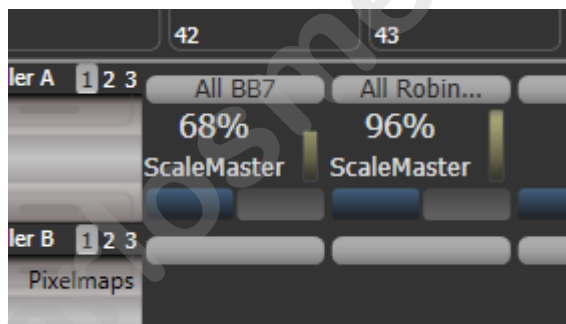 42 43
ler A 1 2 3
All BB7 All Robin...
68% 96%
ScaleMaster ScaleMaster
ler B 1 2 3
Pixelmaps